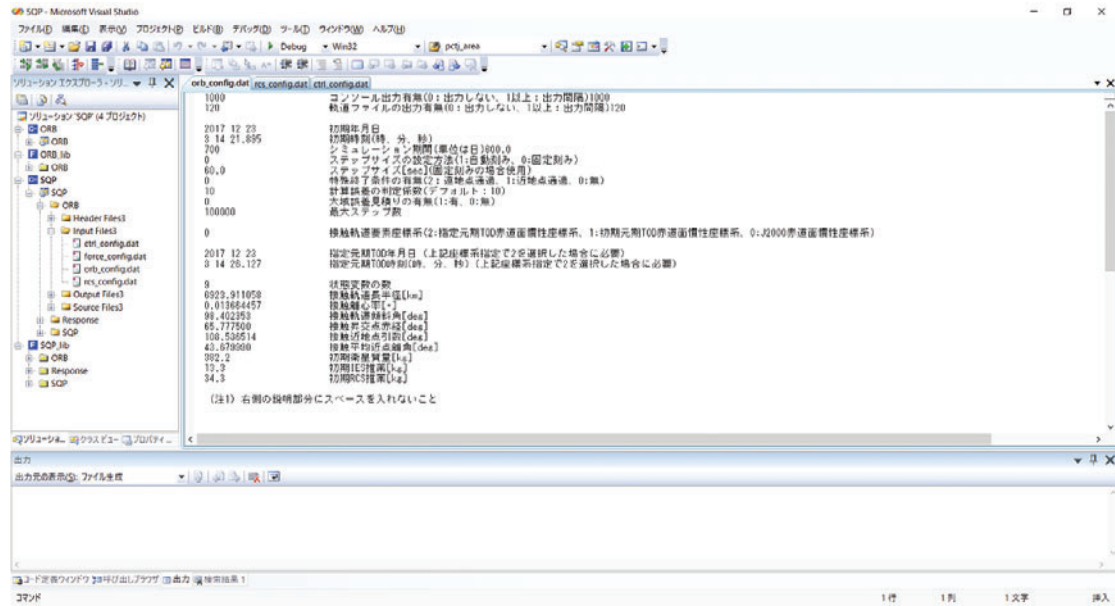 SQP - Microsoft Visual Studio
ファイル(F) 編集(E) 表示(V) プロジェクト(P) ビルド(B) デバッグ(D) ツール(T) ウィンドウ(W) ヘルプ(H)
Debug Win32 pctj_area
ソリューション エクスプローラ - ソリ...
orb_config.dat rcs_config.dat ctrl_config.dat
ソリューション 'SQP' (4 プロジェクト)
ORB
ORB
ORB_lib
ORB
SQP
SQP
ORB
Header Files3
Input Files3
ctrl_config.dat
force_config.dat
orb_config.dat
rcs_config.dat
Output Files3
Source Files3
Response
SQP
SQP_lib
ORB
Response
SQP
ソリューショ... クラス ビュー プロパティ ...
1000 コンソール出力有無(0:出力しない、1以上:出力間隔)1000
120 軌道ファイルの出力有無(0:出力しない、1以上:出力間隔)120
2017 12 23 初期年月日
3 14 21.895 初期時刻(時、分、秒)
700 シミュレーション期間(単位は日)800.0
0 ステップサイズの設定方法(1:自動刻み、0:固定刻み)
60.0 ステップサイズ[sec](固定刻みの場合使用)
0 特殊終了条件の有無(2:遠地点通過、1:近地点通過、0:無)
10 計算誤差の判定係数(デフォルト:10)
0 大域誤差見積りの有無(1:有、0:無)
100000 最大ステップ数
0 接触軌道要素座標系(2:指定元期TOD赤道面慣性座標系、1:初期元期TOD赤道面慣性座標系、0:J2000赤道面慣性座標系)
2017 12 23 指定元期TOD年月日 (上記座標系指定で2を選択した場合に必要)
3 14 26.127 指定元期TOD時刻(時、分、秒) (上記座標系指定で2を選択した場合に必要)
9 状態変数の数
6923.911058 接触軌道長半径[km]
0.013664457 接触離心率[-]
98.402353 接触軌道傾斜角[deg]
65.777500 接触昇交点赤経[deg]
108.536514 接触近地点引数[deg]
43.679990 接触平均近点離角[deg]
382.2 初期衛星質量[kg]
13.3 初期IES推薬[kg]
34.3 初期RCS推薬[kg]
(注1) 右側の説明部分にスペースを入れないこと
出力
出力元の表示(S): ファイル生成
コード定義ウィンドウ 呼び出しブラウザ 出力 検索結果 1
コマンド 1 行 1 列 1 文字 挿入